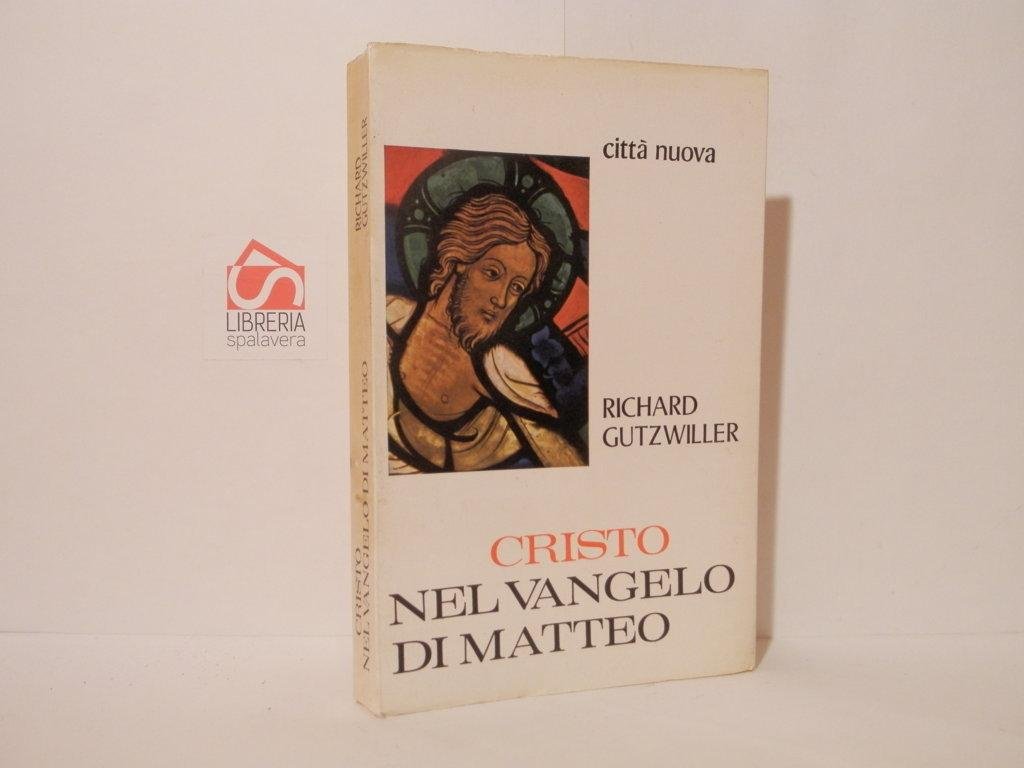 città nuova
RICHARD
GUTZWILLER
CRISTO
NEL VANGELO
DI MATTEO
RICHARD
GUTZWILLER
CRISTO
NEL VANGELO DI MATTEO
LIBRERIA
spalavera